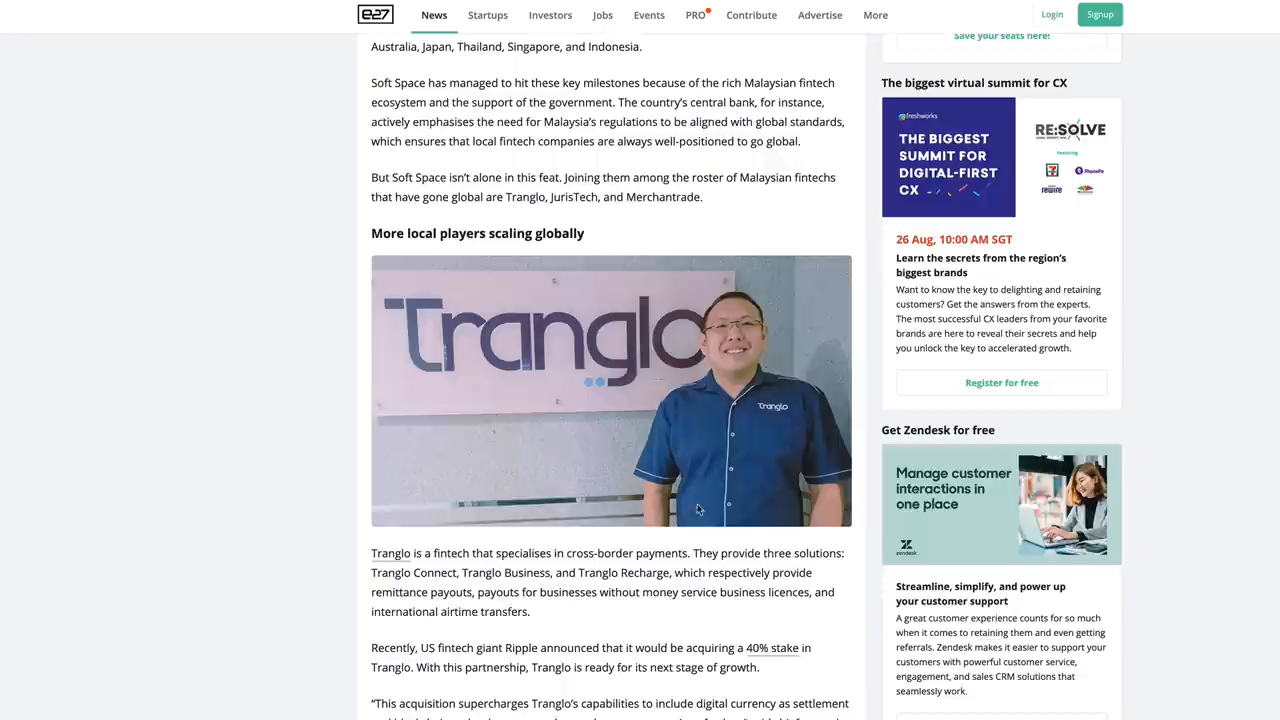 e27
News
Startups
Investors
Jobs
Events
PRO
Contribute
Advertise
More
Login
Signup
Australia, Japan, Thailand, Singapore, and Indonesia.
Soft Space has managed to hit these key milestones because of the rich Malaysian fintech
ecosystem and the support of the government. The country's central bank, for instance,
actively emphasises the need for Malaysia's regulations to be aligned with global standards,
which ensures that local fintech companies are always well-positioned to go global.
But Soft Space isn't alone in this feat. Joining them among the roster of Malaysian fintechs
that have gone global are Tranglo, JurisTech, and Merchantrade.
More local players scaling globally
Tranglo
Tranglo
Tranglo is a fintech that specialises in cross-border payments. They provide three solutions:
Tranglo Connect, Tranglo Business, and Tranglo Recharge, which respectively provide
remittance payouts, payouts for businesses without money service business licences, and
international airtime transfers.
Recently, US fintech giant Ripple announced that it would be acquiring a 40% stake in
Tranglo. With this partnership, Tranglo is ready for its next stage of growth.
"This acquisition supercharges Tranglo's capabilities to include digital currency as settlement
Save your seats here!
The biggest virtual summit for CX
freshworks
THE BIGGEST
SUMMIT FOR
DIGITAL-FIRST
CX
RE:SOLVE
Featuring
PhonePe
rewire
26 Aug, 10:00 AM SGT
Learn the secrets from the region's
biggest brands
Want to know the key to delighting and retaining
customers? Get the answers from the experts.
The most successful CX leaders from your favorite
brands are here to reveal their secrets and help
you unlock the key to accelerated growth.
Register for free
Get Zendesk for free
Manage customer
interactions in
one place
zendesk
Streamline, simplify, and power up
your customer support
A great customer experience counts for so much
when it comes to retaining them and even getting
referrals. Zendesk makes it easier to support your
customers with powerful customer service,
engagement, and sales CRM solutions that
seamlessly work.